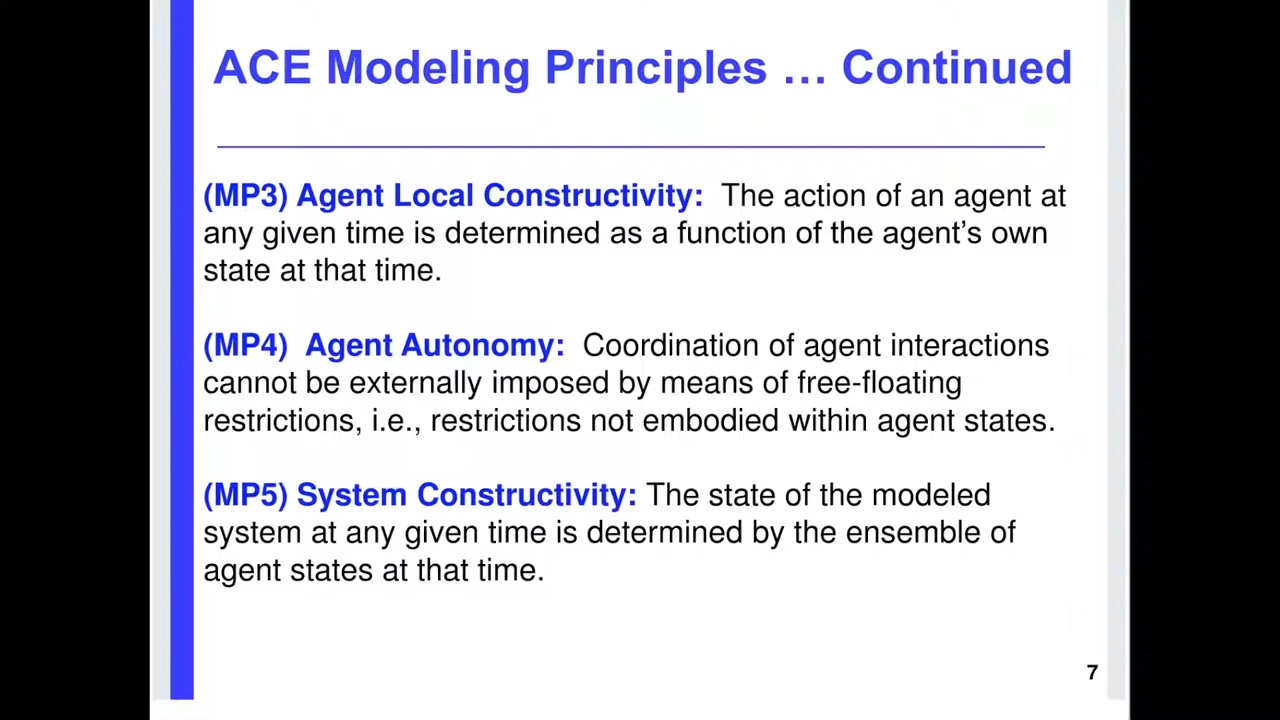 ACE Modeling Principles … Continued
(MP3) Agent Local Constructivity: The action of an agent at
any given time is determined as a function of the agent’s own
state at that time.
(MP4) Agent Autonomy: Coordination of agent interactions
cannot be externally imposed by means of free-floating
restrictions, i.e., restrictions not embodied within agent states.
(MP5) System Constructivity: The state of the modeled
system at any given time is determined by the ensemble of
agent states at that time.
7